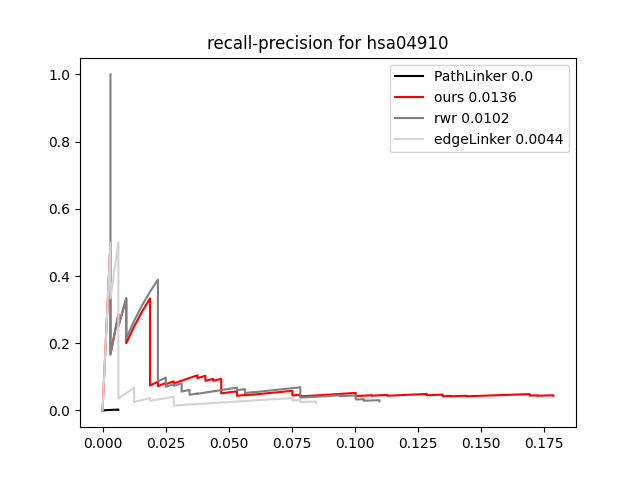 recall-precision for hsa04910
PathLinker 0.0
ours 0.0136
rwr 0.0102
edgeLinker 0.0044
1.0
0.8
0.6
0.4
0.2
0.0
0.000 0.025 0.050 0.075 0.100 0.125 0.150 0.175